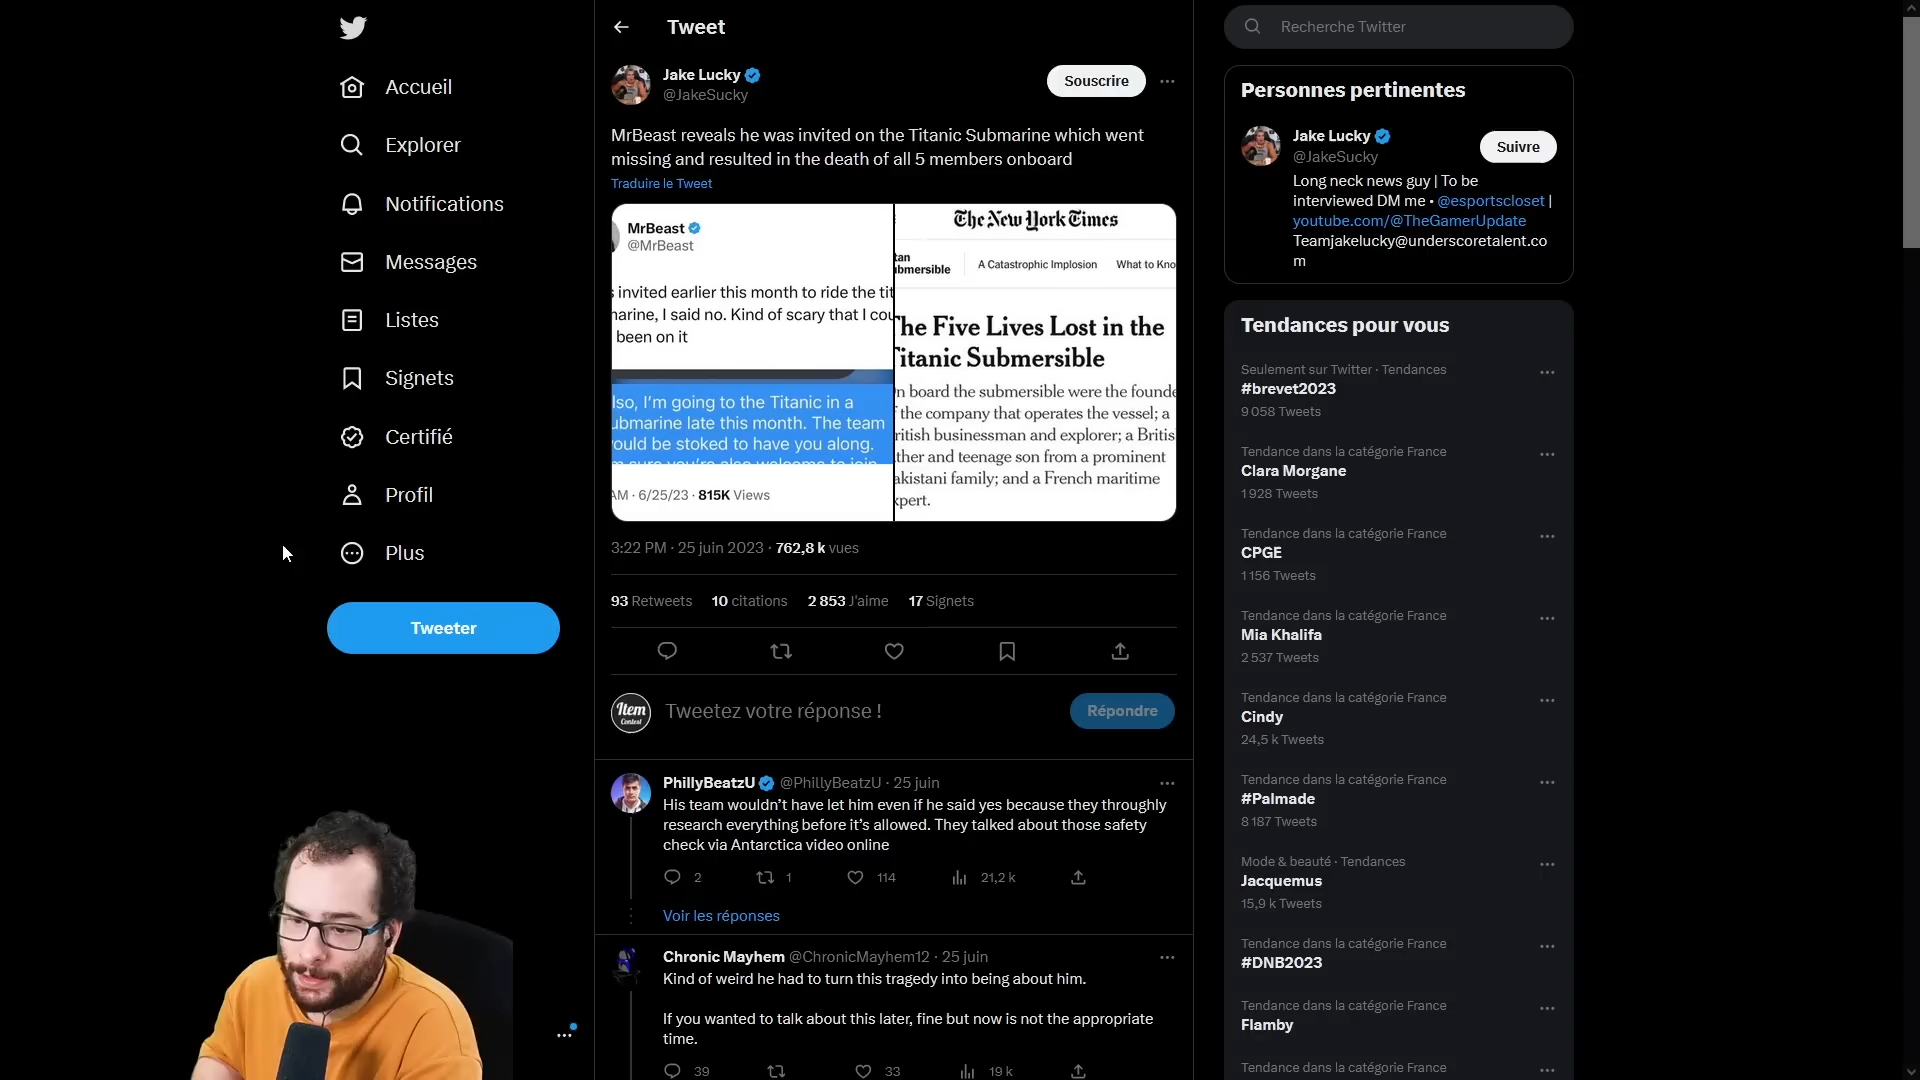 Accueil
Explorer
Notifications
Messages
Listes
Signets
Certifié
Profil
Plus
Tweeter
Tweet
Jake Lucky
@JakeSucky
Souscrire
MrBeast reveals he was invited on the Titanic Submarine which went
missing and resulted in the death of all 5 members onboard
Traduire le Tweet
MrBeast
@MrBeast
invited earlier this month to ride the tit
marine, I said no. Kind of scary that I cou
been on it
lso, I'm going to the Titanic in a
ubmarine late this month. The team
ould be stoked to have you along.
m sure you're also welcome to join
AM · 6/25/23 · 815K Views
The New York Times
tan
ubmersible
A Catastrophic Implosion
What to Kno
The Five Lives Lost in the
Titanic Submersible
n board the submersible were the founde
f the company that operates the vessel; a
ritish businessman and explorer; a Britis
ther and teenage son from a prominent
akistani family; and a French maritime
xpert.
3:22 PM · 25 juin 2023 · 762,8 k vues
93 Retweets 10 citations 2 853 J'aime 17 Signets
Item
Contest
Tweetez votre réponse !
Répondre
PhillyBeatzU @PhillyBeatzU · 25 juin
His team wouldn't have let him even if he said yes because they throughly
research everything before it's allowed. They talked about those safety
check via Antarctica video online
2 1 114 21,2 k
Voir les réponses
Chronic Mayhem @ChronicMayhem12 · 25 juin
Kind of weird he had to turn this tragedy into being about him.
If you wanted to talk about this later, fine but now is not the appropriate
time.
39 33 19 k
Recherche Twitter
Personnes pertinentes
Jake Lucky
@JakeSucky
Suivre
Long neck news guy | To be
interviewed DM me • @esportscloset |
youtube.com/@TheGamerUpdate
Teamjakelucky@underscoretalent.co
m
Tendances pour vous
Seulement sur Twitter · Tendances
#brevet2023
9 058 Tweets
Tendance dans la catégorie France
Clara Morgane
1 928 Tweets
Tendance dans la catégorie France
CPGE
1 156 Tweets
Tendance dans la catégorie France
Mia Khalifa
2 537 Tweets
Tendance dans la catégorie France
Cindy
24,5 k Tweets
Tendance dans la catégorie France
#Palmade
8 187 Tweets
Mode & beauté · Tendances
Jacquemus
15,9 k Tweets
Tendance dans la catégorie France
#DNB2023
Tendance dans la catégorie France
Flamby
Tendance dans la catégorie France